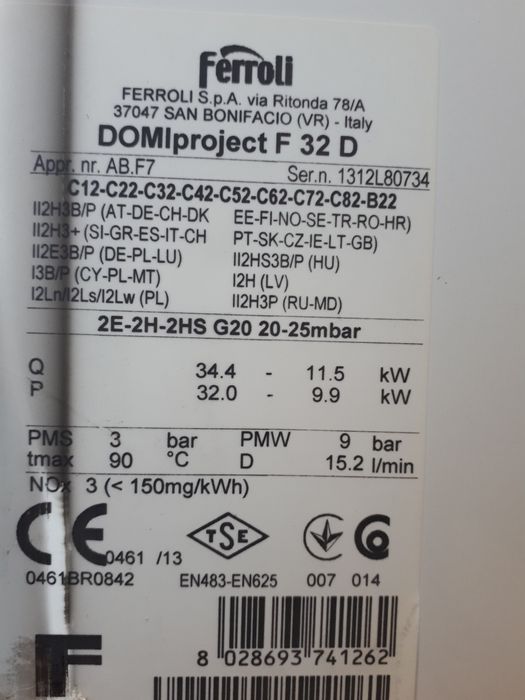 Ferroli
FERROLI S.p.A. via Ritonda 78/A
37047 SAN BONIFACIO (VR) - Italy
DOMIproject F 32 D
Appr. nr. AB.F7 Ser.n. 1312L80734
C12-C22-C32-C42-C52-C62-C72-C82-B22
II2H3B/P (AT-DE-CH-DK EE-FI-NO-SE-TR-RO-HR)
II2H3+ (SI-GR-ES-IT-CH PT-SK-CZ-IE-LT-GB)
II2E3B/P (DE-PL-LU) II2HS3B/P (HU)
I3B/P (CY-PL-MT) I2H (LV)
I2Ln/I2Ls/I2Lw (PL) II2H3P (RU-MD)
2E-2H-2HS G20 20-25mbar
Q 34.4 - 11.5 kW
P 32.0 - 9.9 kW
PMS 3 bar PMW 9 bar
tmax 90 °C D 15.2 l/min
NOx 3 (< 150mg/kWh)
CE 0461 /13 TSE
0461BR0842 EN483-EN625 007 014
8 028693 741262
F